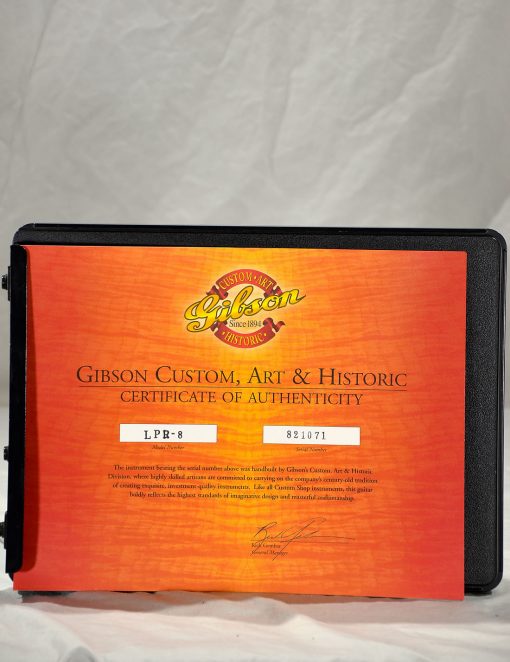 CUSTOM · ART
Gibson
Since 1894
· HISTORIC ·
GIBSON CUSTOM, ART & HISTORIC
CERTIFICATE OF AUTHENTICITY
LPR-8
821071
Model Number
Serial Number
The instrument bearing the serial number above was handbuilt by Gibson's Custom, Art & Historic
Division, where highly skilled artisans are committed to carrying on the company's century-old tradition
of creating exquisite, investment-quality instruments. Like all Custom Shop instruments, this guitar
boldly reflects the highest standards of imaginative design and masterful craftsmanship.
General Manager